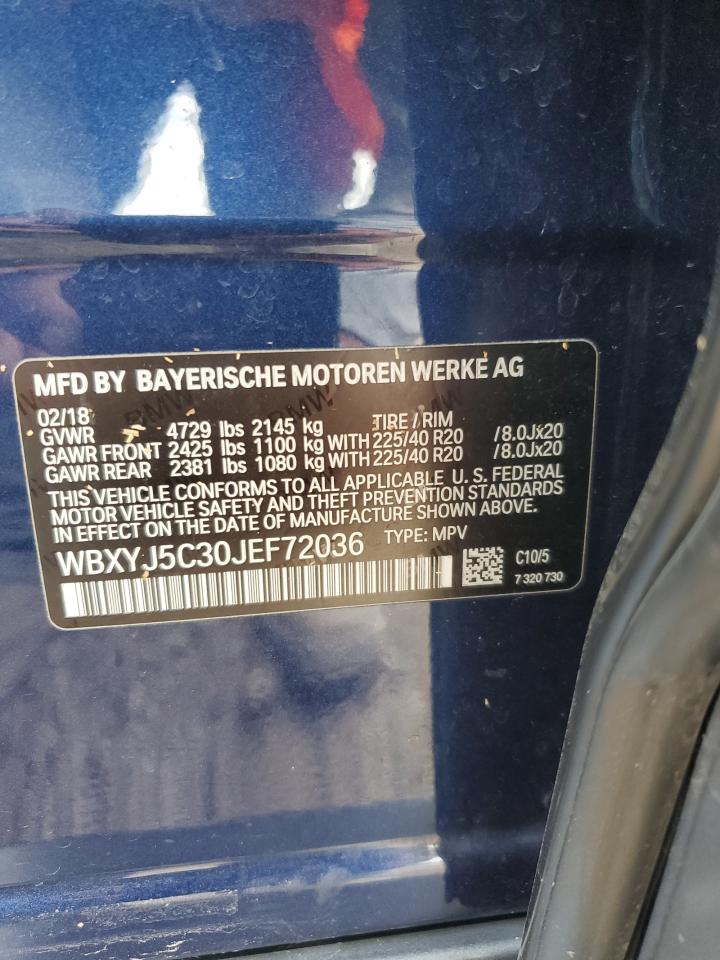 MFD BY BAYERISCHE MOTOREN WERKE AG
02/18 TIRE / RIM
GVWR 4729 lbs 2145 kg
GAWR FRONT 2425 lbs 1100 kg WITH 225/40 R20 /8.0Jx20
GAWR REAR 2381 lbs 1080 kg WITH 225/40 R20 /8.0Jx20
THIS VEHICLE CONFORMS TO ALL APPLICABLE U.S. FEDERAL
MOTOR VEHICLE SAFETY AND THEFT PREVENTION STANDARDS
IN EFFECT ON THE DATE OF MANUFACTURE SHOWN ABOVE.
WBXYJ5C30JEF72036 TYPE: MPV
C10/5
7 320 730